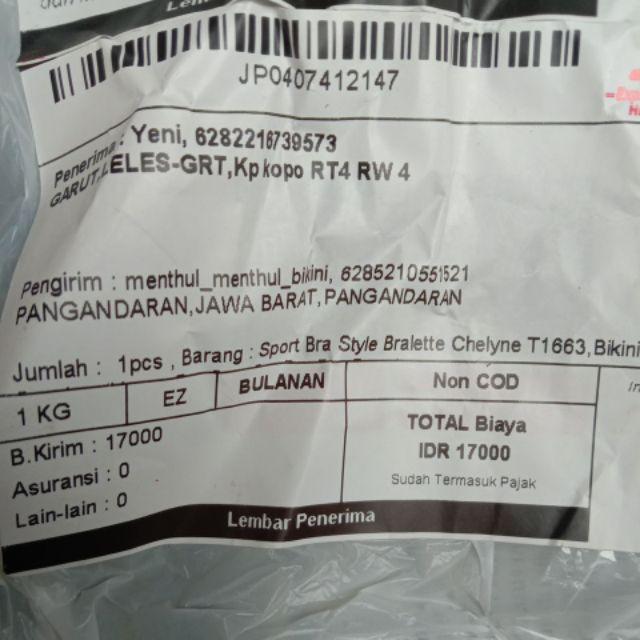 JP0407412147
Penerima : Yeni, 6282216739573
GARUT,LELES-GRT,Kp kopo RT4 RW 4
Pengirim : menthul_menthul_bikini, 6285210551521
PANGANDARAN,JAWA BARAT,PANGANDARAN
Jumlah : 1pcs , Barang : Sport Bra Style Bralette Chelyne T1663,Bikini
1 KG EZ BULANAN Non COD
B.Kirim : 17000
Asuransi : 0
Lain-lain : 0
TOTAL Biaya
IDR 17000
Sudah Termasuk Pajak
Lembar Penerima